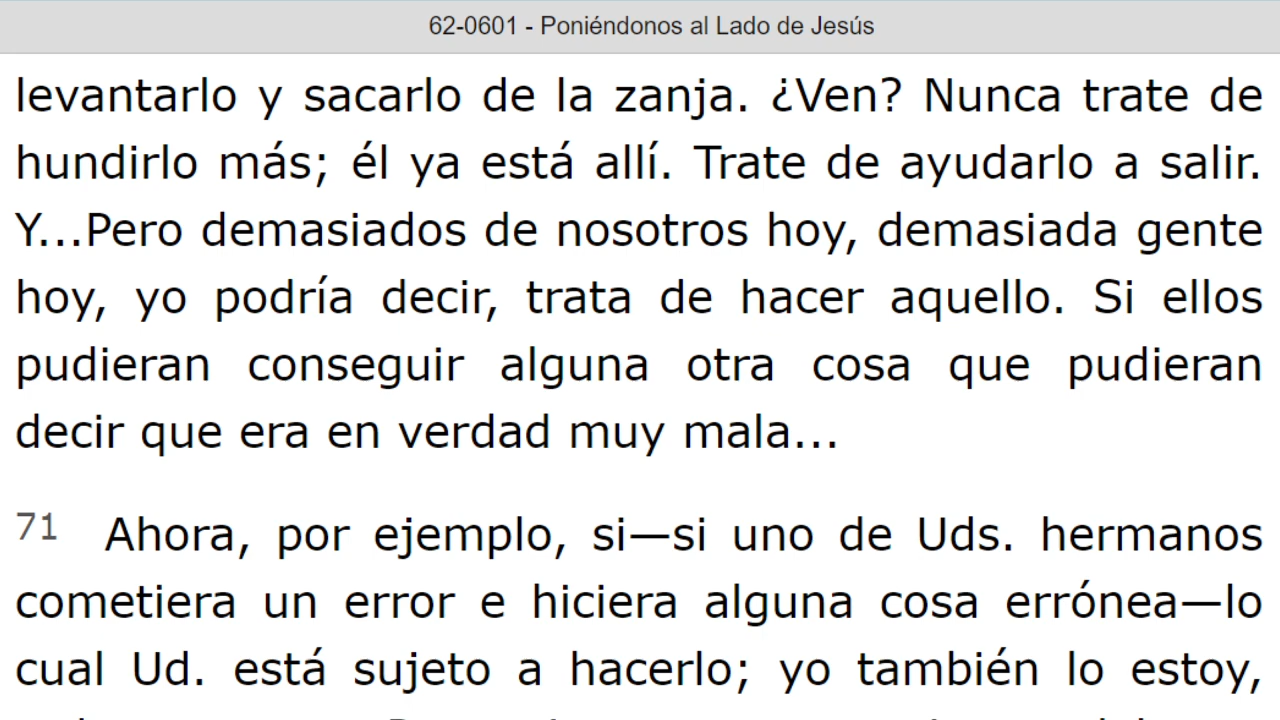 62-0601 - Poniéndonos al Lado de Jesús
levantarlo y sacarlo de la zanja. ¿Ven? Nunca trate de
hundirlo más; él ya está allí. Trate de ayudarlo a salir.
Y...Pero demasiados de nosotros hoy, demasiada gente
hoy, yo podría decir, trata de hacer aquello. Si ellos
pudieran conseguir alguna otra cosa que pudieran
decir que era en verdad muy mala...
71 Ahora, por ejemplo, si—si uno de Uds. hermanos
cometiera un error e hiciera alguna cosa errónea—lo
cual Ud. está sujeto a hacerlo; yo también lo estoy,